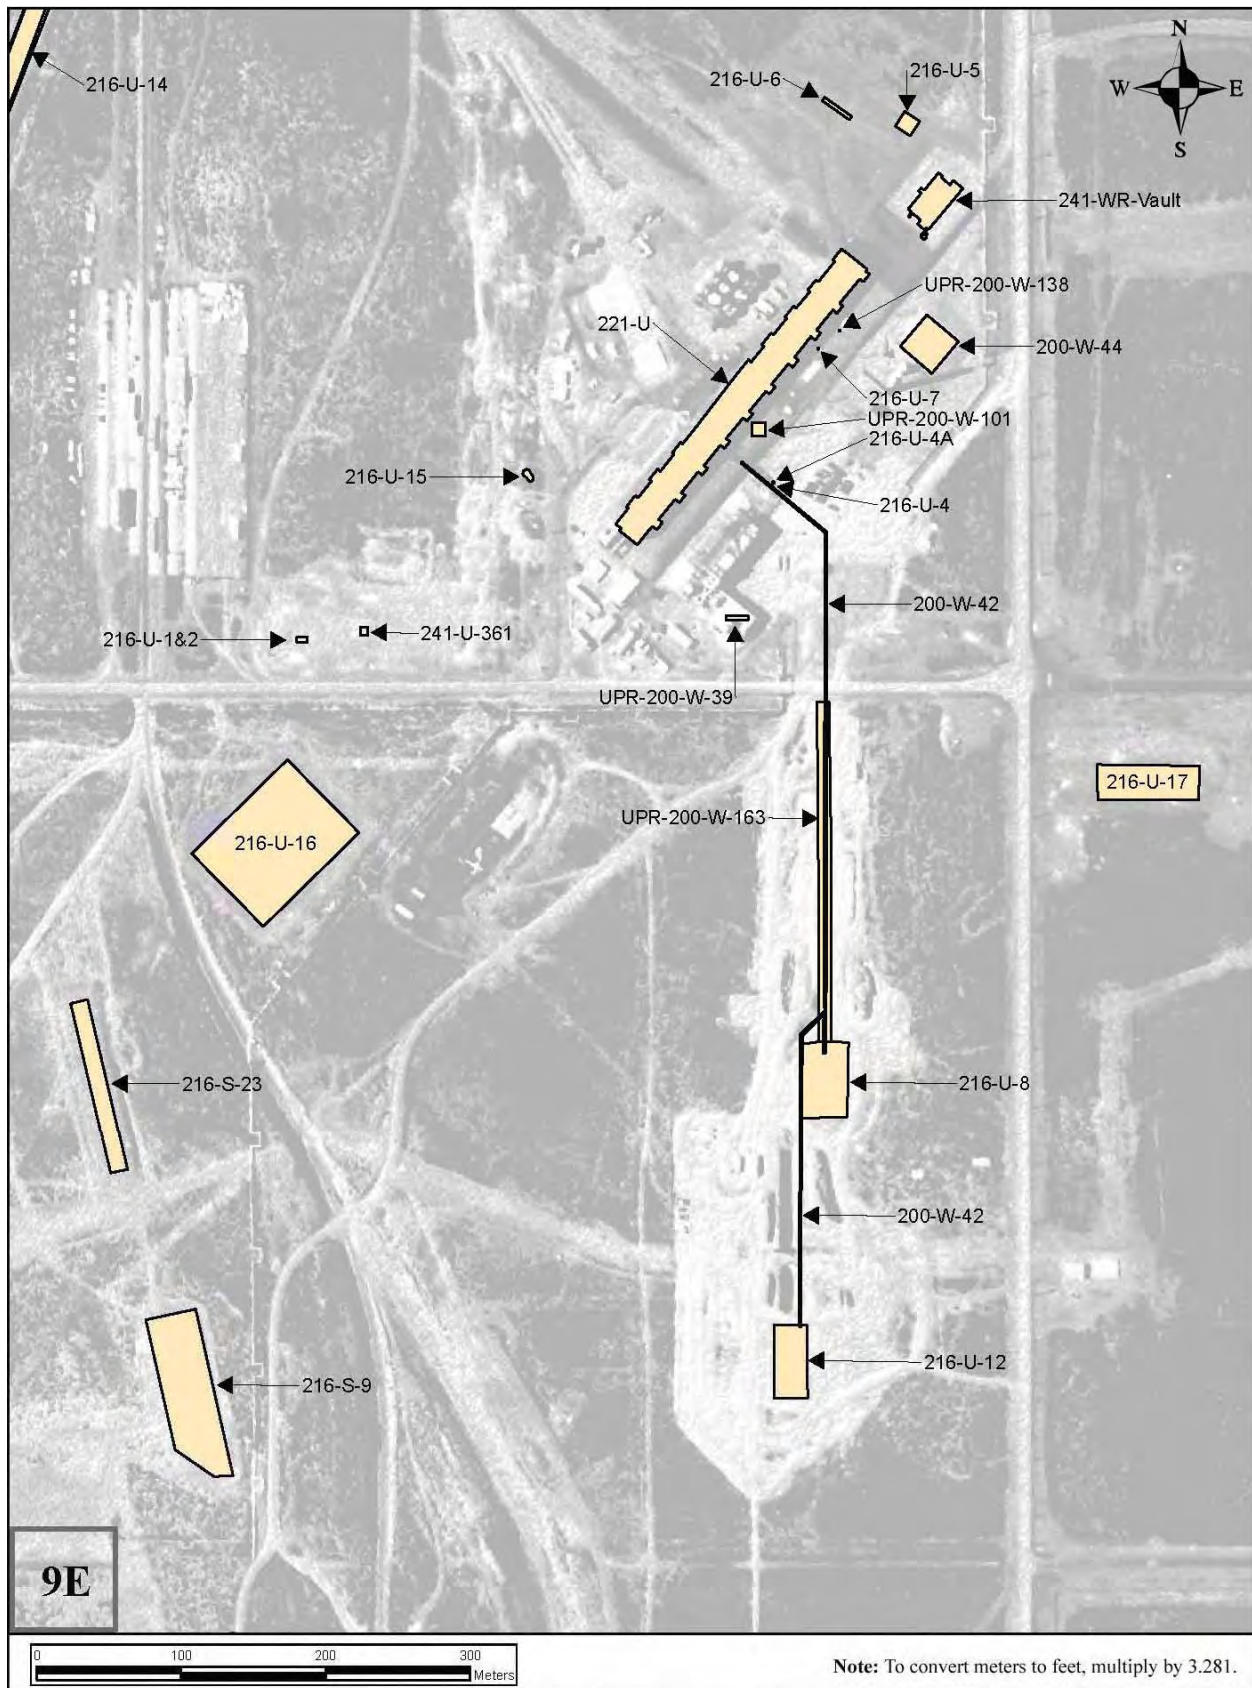 N
216-U-5
216-U-6
216-U-14
W
E
S
241-WR-Vault
UPR-200-W-138
221-U
200-W-44
216-U-7
UPR-200-W-101
216-U-4A
216-U-15
216-U-4
200-W-42
216-U-1&2
241-U-361
UPR-200-W-39
216-U-17
UPR-200-W-163
216-U-16
216-S-23
216-U-8
200-W-42
216-U-12
216-S-9
9E
0 100 200 300
Meters
Note: To convert meters to feet, multiply by 3.281.